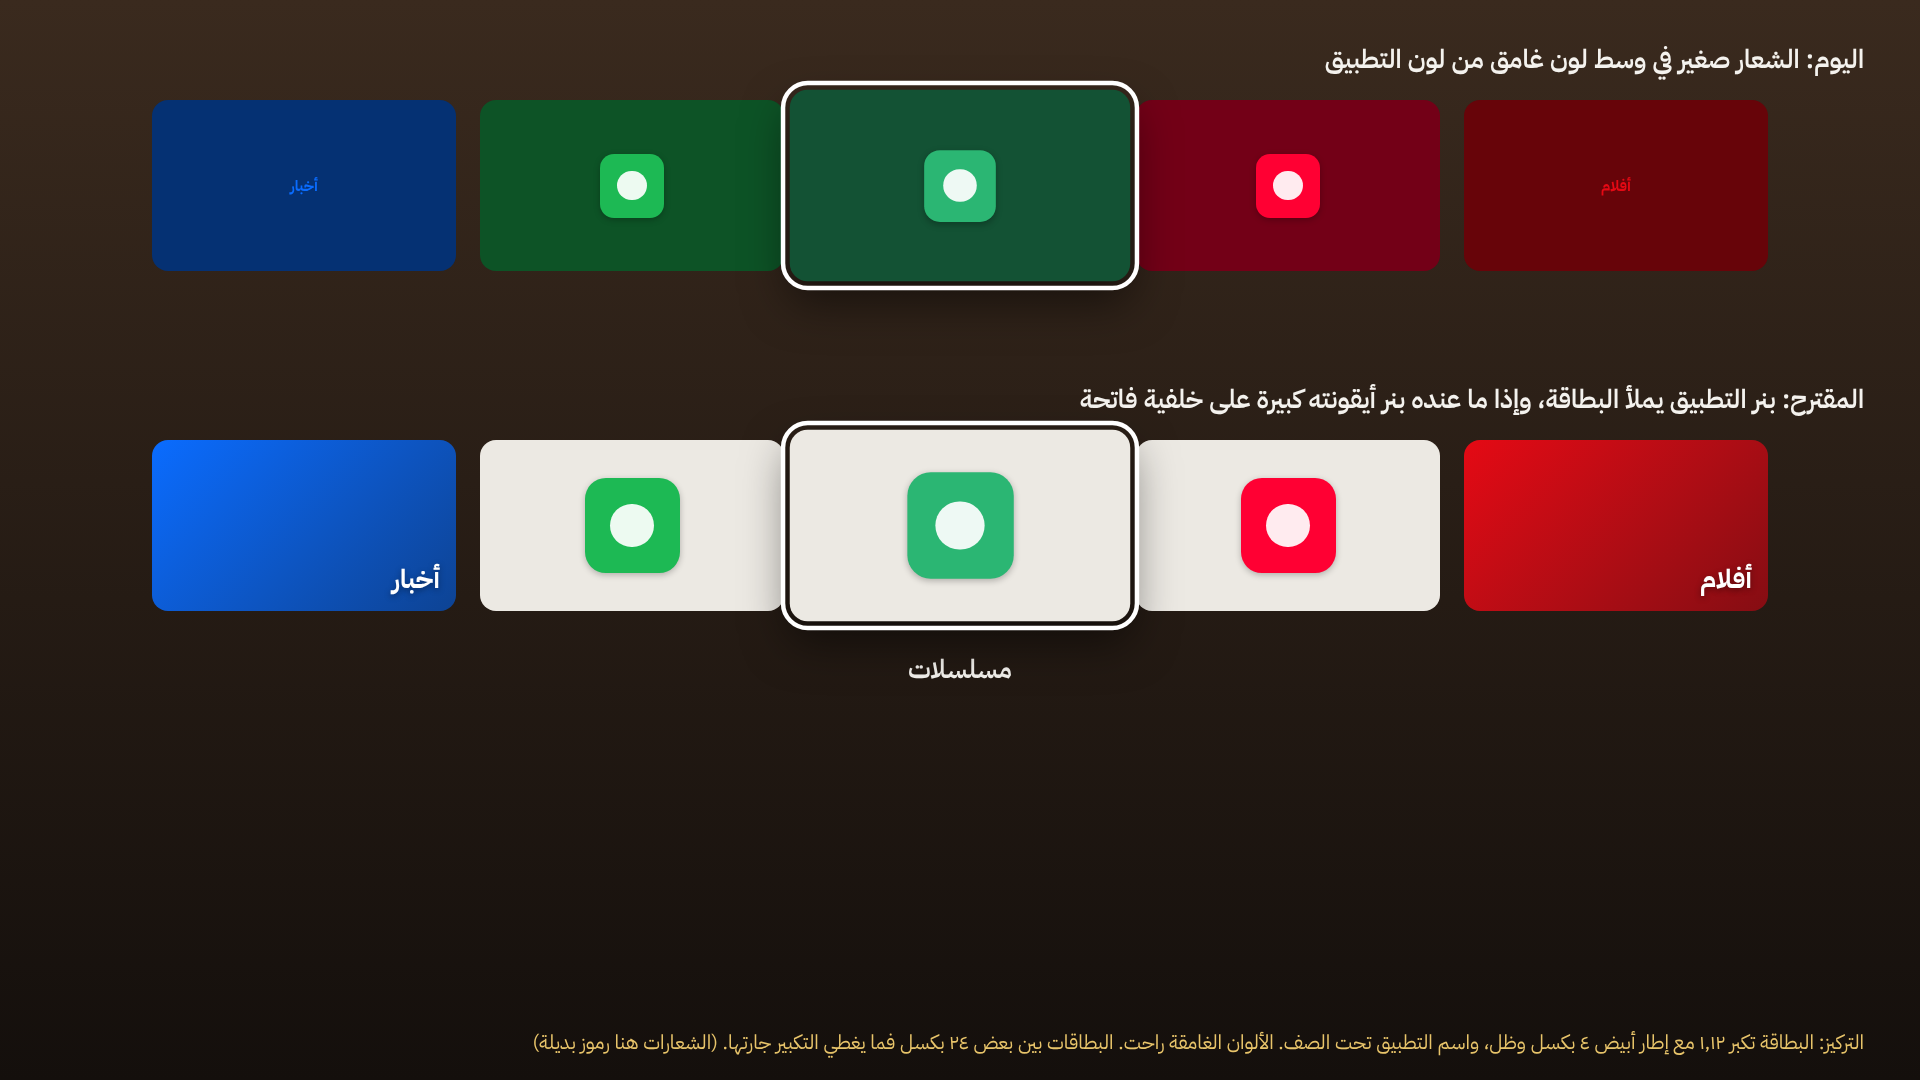 اليوم: الشعار صغير في وسط لون غامق من لون التطبيق
أفلام
أخبار
المقترح: بنر التطبيق يملأ البطاقة، وإذا ما عنده بنر أيقونته كبيرة على خلفية فاتحة
أفلام
أخبار
مسلسلات
التركيز: البطاقة تكبر ١,١٢ مع إطار أبيض ٤ بكسل وظل، واسم التطبيق تحت الصف. الألوان الغامقة راحت. البطاقات بين بعض ٢٤ بكسل فما يغطي التكبير جارتها. (الشعارات هنا رموز بديلة)